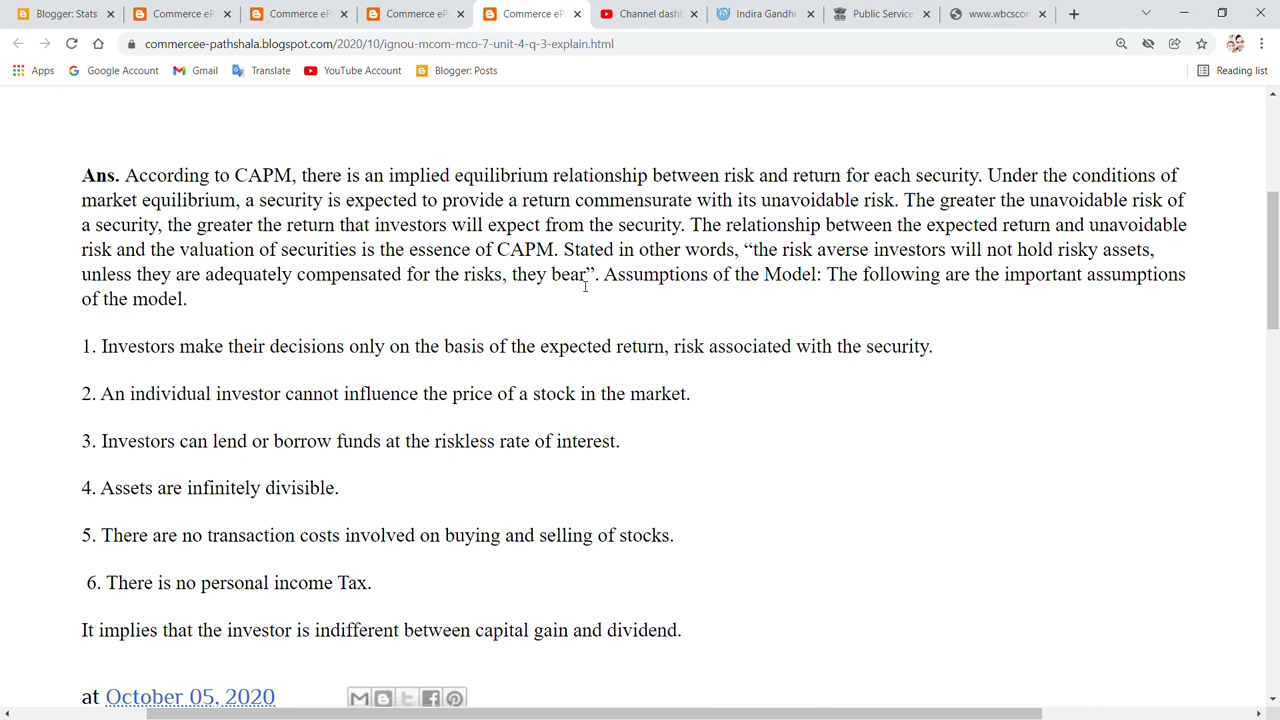 Blogger: Stats
Commerce eP
Commerce eP
Commerce eP
Commerce eP
Channel dash
Indira Gandhi
Public Service
www.wbcscon
commercee-pathshala.blogspot.com/2020/10/ignou-mcom-mco-7-unit-4-q-3-explain.html
Apps
Google Account
Gmail
Translate
YouTube Account
Blogger: Posts
Reading list
Ans. According to CAPM, there is an implied equilibrium relationship between risk and return for each security. Under the conditions of
market equilibrium, a security is expected to provide a return commensurate with its unavoidable risk. The greater the unavoidable risk of
a security, the greater the return that investors will expect from the security. The relationship between the expected return and unavoidable
risk and the valuation of securities is the essence of CAPM. Stated in other words, “the risk averse investors will not hold risky assets,
unless they are adequately compensated for the risks, they bear”. Assumptions of the Model: The following are the important assumptions
of the model.
1. Investors make their decisions only on the basis of the expected return, risk associated with the security.
2. An individual investor cannot influence the price of a stock in the market.
3. Investors can lend or borrow funds at the riskless rate of interest.
4. Assets are infinitely divisible.
5. There are no transaction costs involved on buying and selling of stocks.
6. There is no personal income Tax.
It implies that the investor is indifferent between capital gain and dividend.
at October 05, 2020